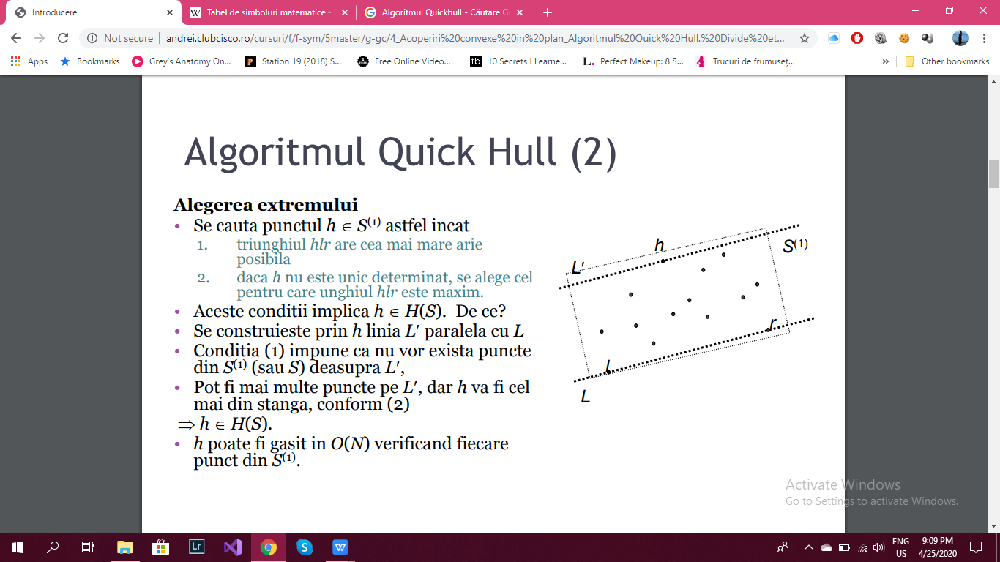 Introducere
Tabel de simboluri matematice -
Algoritmul Quickhull - Căutare G
Not secure
andrei.clubcisco.ro/cursuri/f/f-sym/5master/g-gc/4_Acoperiri%20convexe%20in%20plan_Algoritmul%20Quick%20Hull.%20Divide%20et...
Apps
Bookmarks
Grey's Anatomy On...
Station 19 (2018) S...
Free Online Video...
10 Secrets I Learne...
Perfect Makeup: 8 S...
Trucuri de frumuseț...
»
Other bookmarks
Algoritmul Quick Hull (2)
Alegerea extremului
• Se cauta punctul h ∈ S⁽¹⁾ astfel incat
1. triunghiul hlr are cea mai mare arie
posibila
2. daca h nu este unic determinat, se alege cel
pentru care unghiul hlr este maxim.
• Aceste conditii implica h ∈ H(S). De ce?
• Se construieste prin h linia L′ paralela cu L
• Conditia (1) impune ca nu vor exista puncte
din S⁽¹⁾ (sau S) deasupra L′,
• Pot fi mai multe puncte pe L′, dar h va fi cel
mai din stanga, conform (2)
⇒ h ∈ H(S).
• h poate fi gasit in O(N) verificand fiecare
punct din S⁽¹⁾.
h
S⁽¹⁾
L′
r
l
L
Activate Windows
Go to Settings to activate Windows.
Lr
ENG
US
9:09 PM
4/25/2020